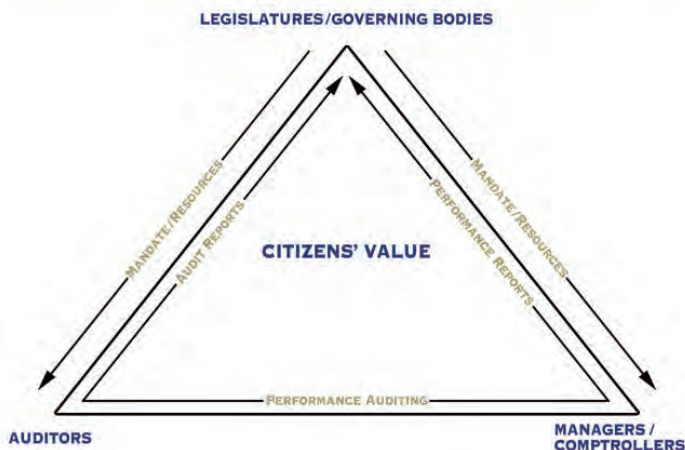 LEGISLATURES/GOVERNING BODIES
MANDATE/RESOURCES
AUDIT REPORTS
PERFORMANCE REPORTS
MANDATE/RESOURCES
CITIZENS' VALUE
PERFORMANCE AUDITING
AUDITORS
MANAGERS /
COMPTROLLERS